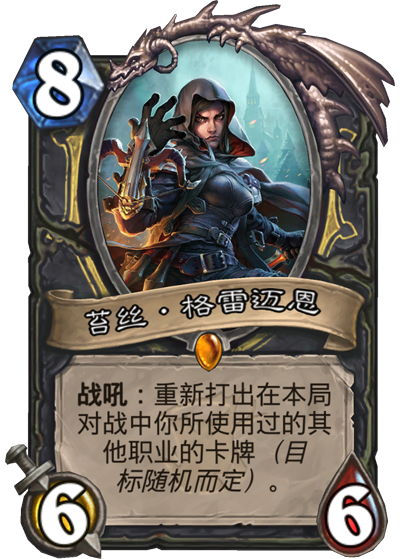 8
苔丝·格雷迈恩
战吼：重新打出在本局
对战中你所使用过的其
他职业的卡牌（目
标随机而定）。
6
6